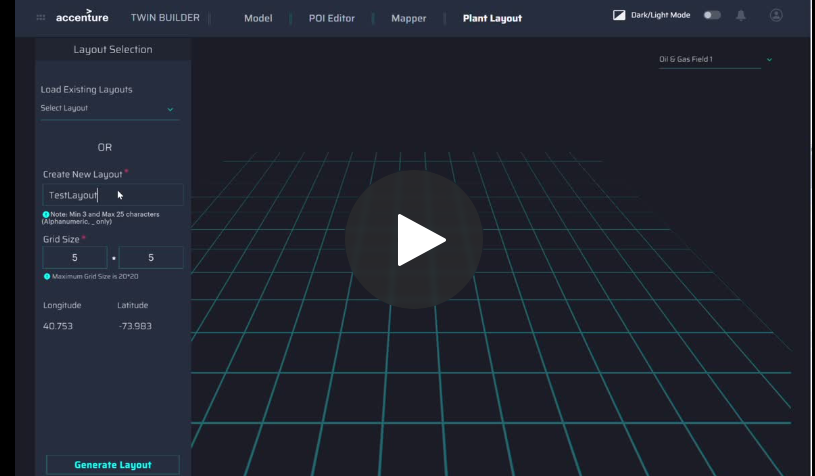 accenture TWIN BUILDER Model POI Editor Mapper Plant Layout Dark/Light Mode
Layout Selection
Oil & Gas Field 1
Load Existing Layouts
Select Layout
OR
Create New Layout *
TestLayout
Note: Min 3 and Max 25 characters
(Alphanumeric, _ only)
Grid Size *
5 * 5
Maximum Grid Size is 20*20
Longitude Latitude
40.753 -73.983
Generate Layout